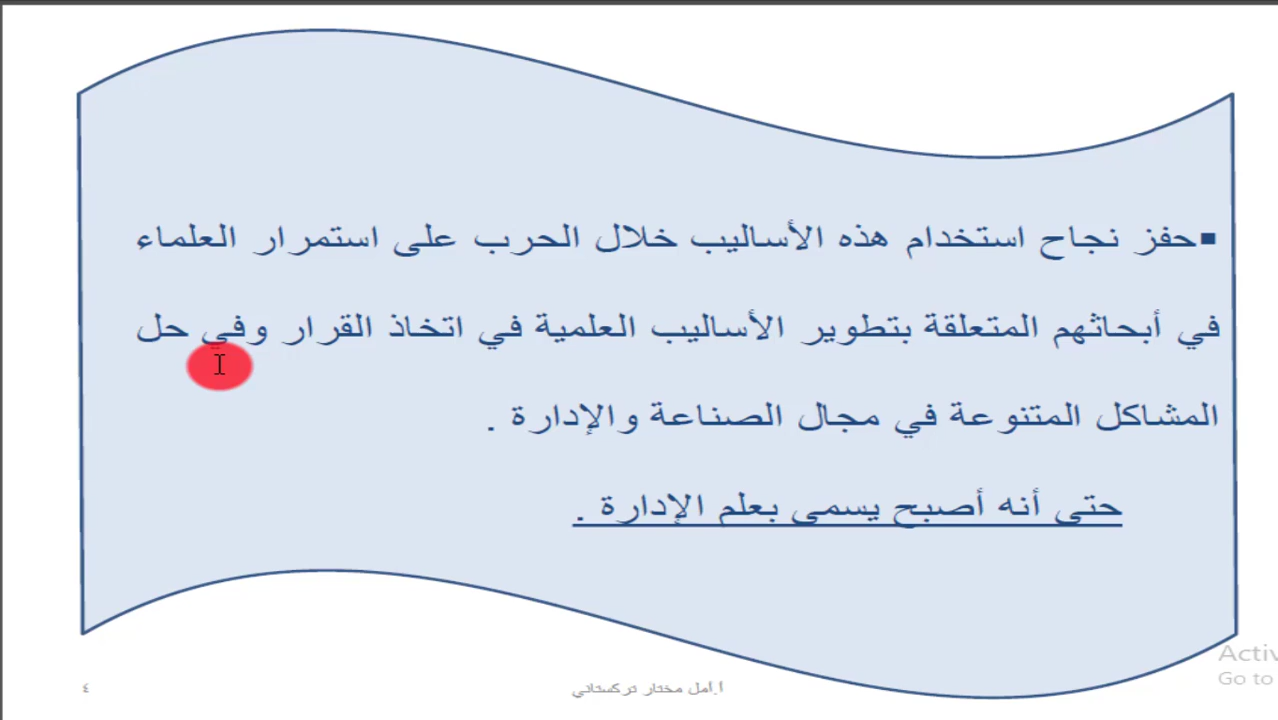 ▪حفز نجاح استخدام هذه الأساليب خلال الحرب على استمرار العلماء
في أبحاثهم المتعلقة بتطوير الأساليب العلمية في اتخاذ القرار وفي حل
المشاكل المتنوعة في مجال الصناعة والإدارة .
حتى أنه أصبح يسمى بعلم الإدارة .
Activ
Go to
ا.امل مختار تركستاني
٤